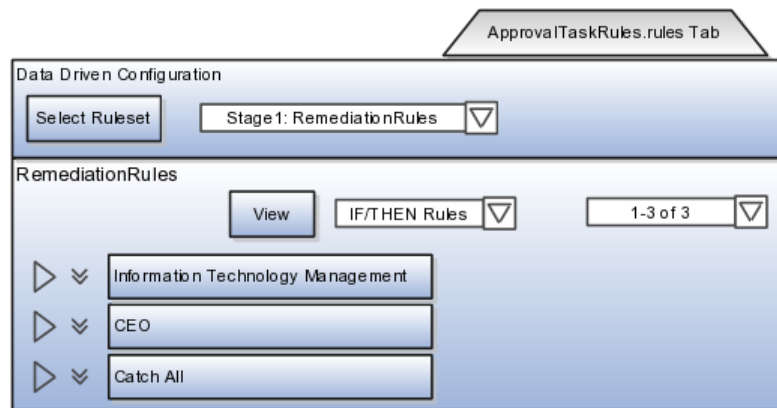 ApprovalTaskRules.rules Tab
Data Driven Configuration
Select Ruleset
Stage1: RemediationRules
RemediationRules
View
IF/THEN Rules
1-3 of 3
Information Technology Management
CEO
Catch All